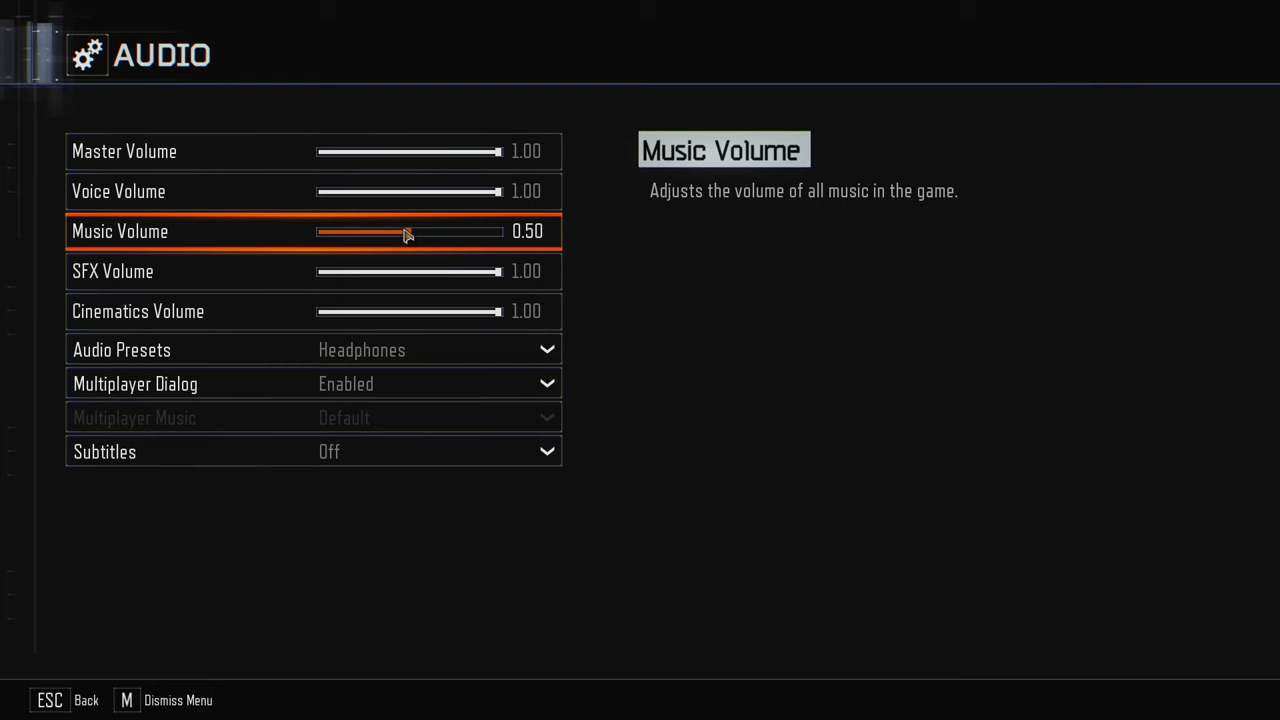 AUDIO
Master Volume 1.00
Voice Volume 1.00
Music Volume 0.50
SFX Volume 1.00
Cinematics Volume 1.00
Audio Presets Headphones
Multiplayer Dialog Enabled
Multiplayer Music Default
Subtitles Off
Music Volume
Adjusts the volume of all music in the game.
ESC Back M Dismiss Menu